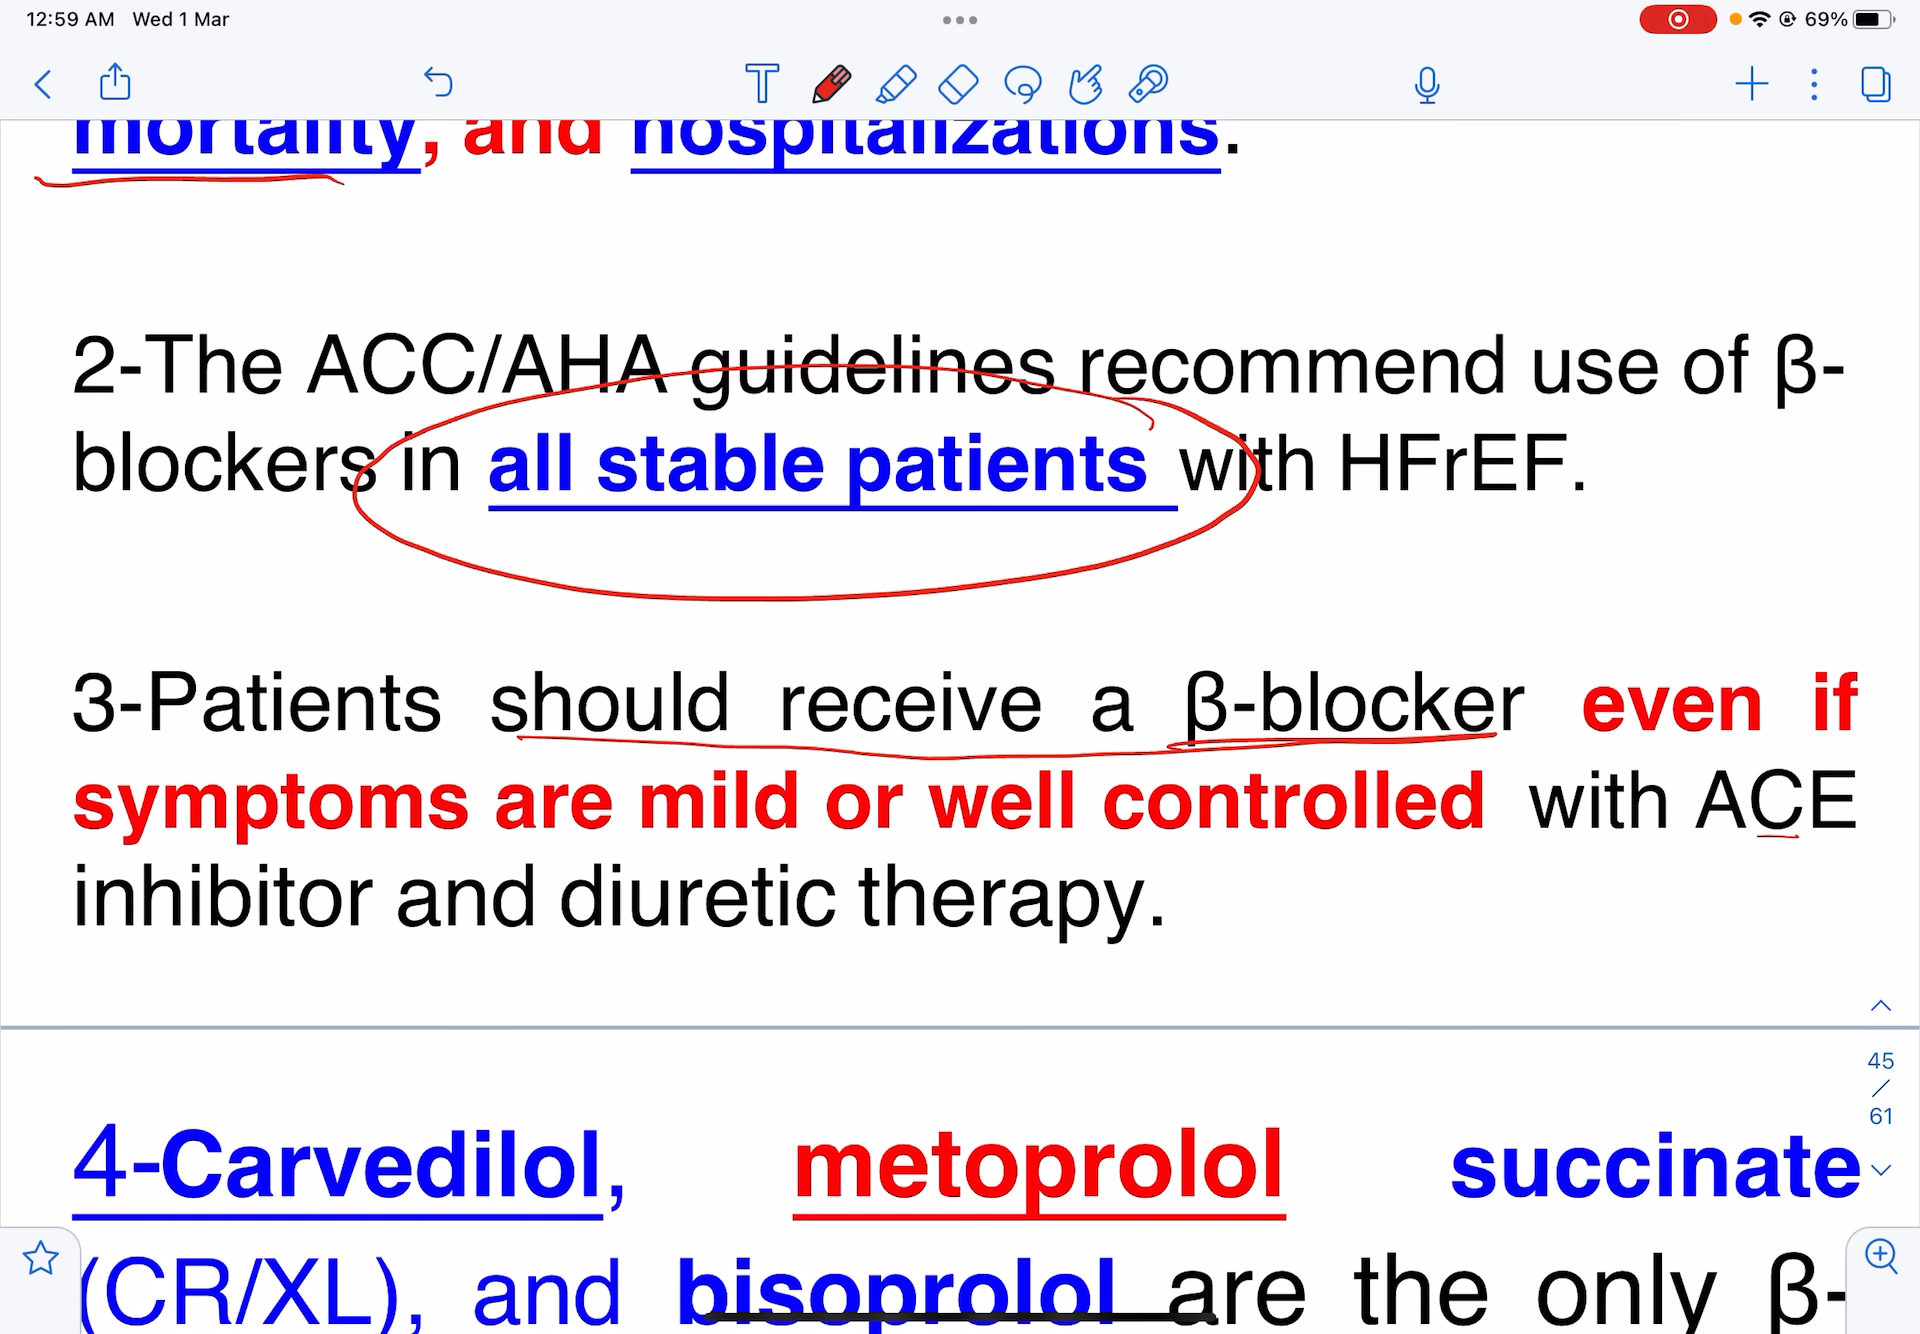 12:59 AM Wed 1 Mar
69%
mortality, and hospitalizations.
2-The ACC/AHA guidelines recommend use of β-
blockers in all stable patients with HFrEF.
3-Patients should receive a β-blocker even if
symptoms are mild or well controlled with ACE
inhibitor and diuretic therapy.
45
/
61
4-Carvedilol, metoprolol succinate
(CR/XL), and bisoprolol are the only β-